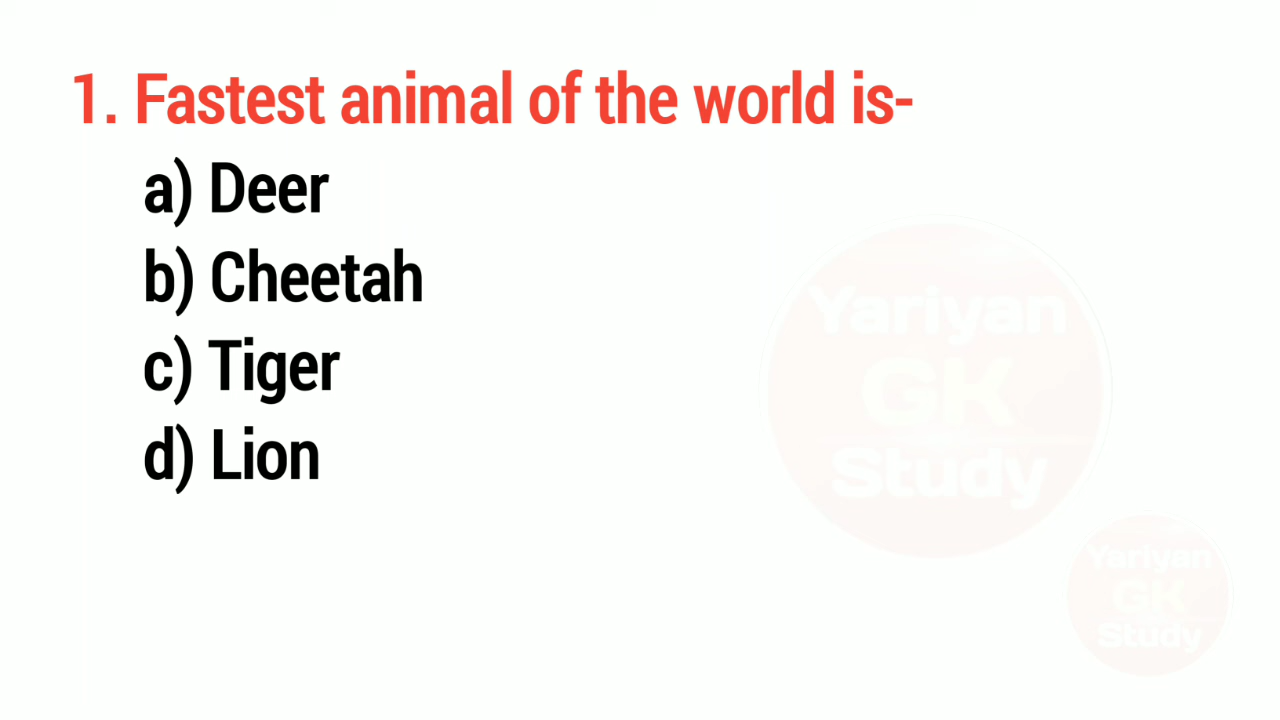 1. Fastest animal of the world is-
a) Deer
b) Cheetah
c) Tiger
d) Lion
Yariyan
GK
Study
Yariyan
GK
Study